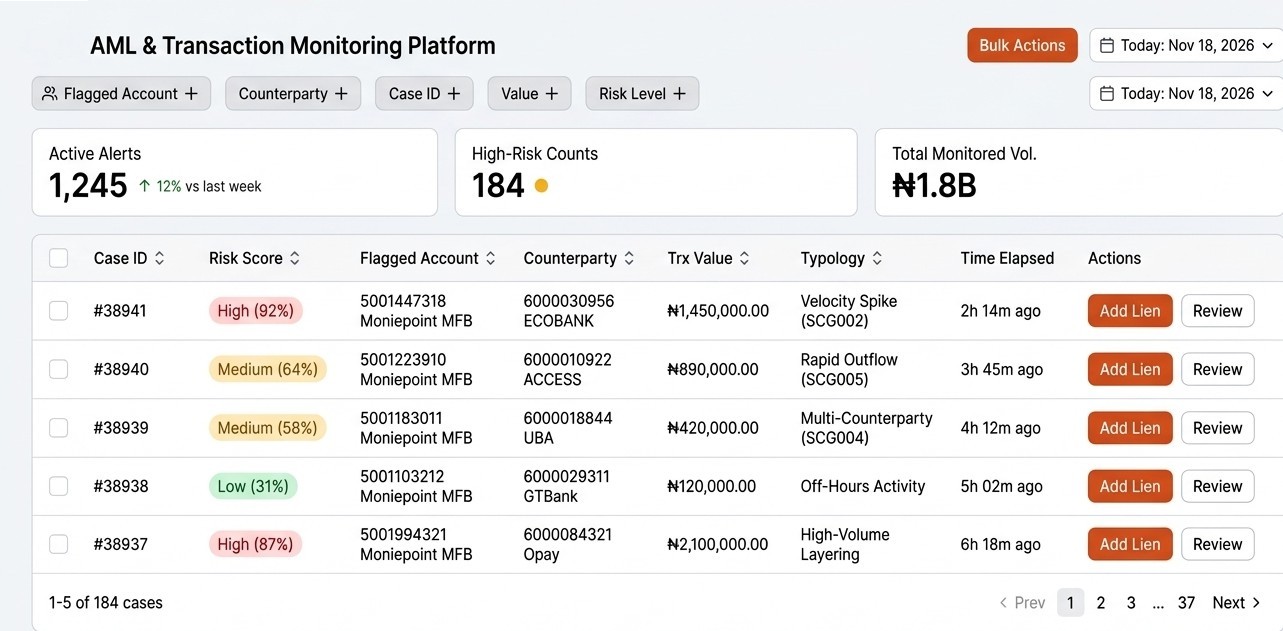 AML & Transaction Monitoring Platform
Bulk Actions
Today: Nov 18, 2026
Flagged Account +
Counterparty +
Case ID +
Value +
Risk Level +
Today: Nov 18, 2026
Active Alerts
1,245 ↑ 12% vs last week
High-Risk Counts
184
Total Monitored Vol.
₦1.8B
Case ID Risk Score Flagged Account Counterparty Trx Value Typology Time Elapsed Actions
#38941 High (92%) 5001447318 6000030956 ₦1,450,000.00 Velocity Spike 2h 14m ago Add Lien Review
Moniepoint MFB ECOBANK (SCG002)
#38940 Medium (64%) 5001223910 6000010922 ₦890,000.00 Rapid Outflow 3h 45m ago Add Lien Review
Moniepoint MFB ACCESS (SCG005)
#38939 Medium (58%) 5001183011 6000018844 ₦420,000.00 Multi-Counterparty 4h 12m ago Add Lien Review
Moniepoint MFB UBA (SCG004)
#38938 Low (31%) 5001103212 6000029311 ₦120,000.00 Off-Hours Activity 5h 02m ago Add Lien Review
Moniepoint MFB GTBank
#38937 High (87%) 5001994321 6000084321 ₦2,100,000.00 High-Volume 6h 18m ago Add Lien Review
Moniepoint MFB Opay Layering
1-5 of 184 cases
< Prev 1 2 3 ... 37 Next >